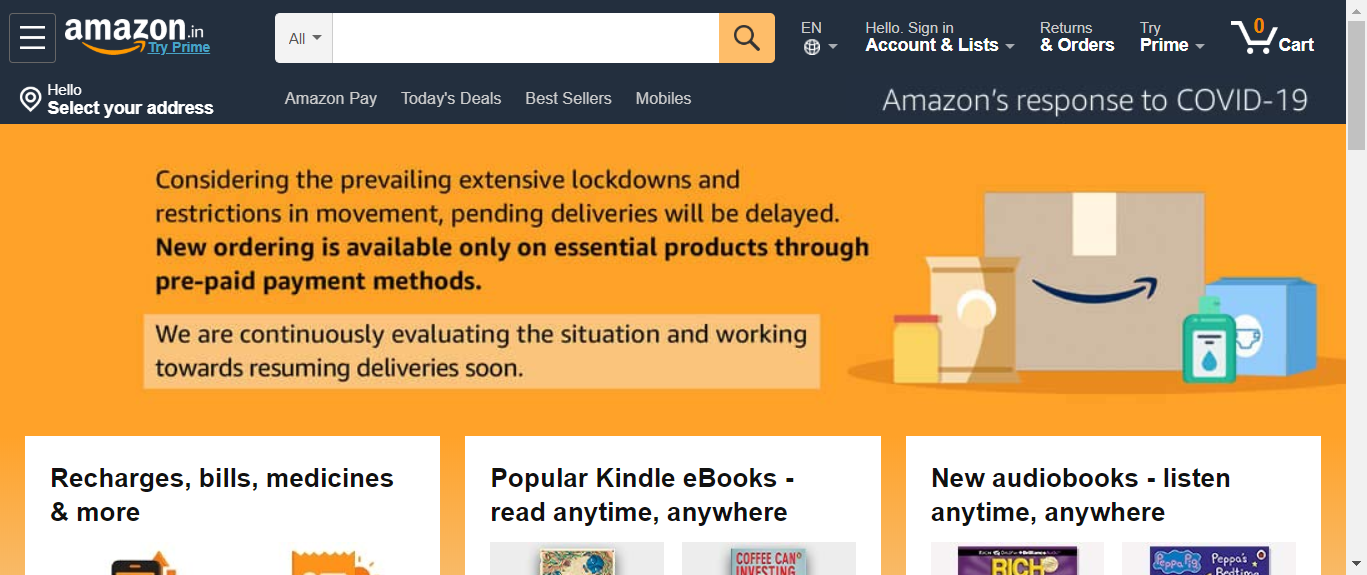 amazon.in
Try Prime
All
EN
Hello. Sign in
Account & Lists
Returns
& Orders
Try
Prime
0
Cart
Hello
Select your address
Amazon Pay
Today's Deals
Best Sellers
Mobiles
Amazon's response to COVID-19
Considering the prevailing extensive lockdowns and
restrictions in movement, pending deliveries will be delayed.
New ordering is available only on essential products through
pre-paid payment methods.
We are continuously evaluating the situation and working
towards resuming deliveries soon.
Recharges, bills, medicines
& more
Popular Kindle eBooks -
read anytime, anywhere
COFFEE CAN
INVESTING
New audiobooks - listen
anytime, anywhere
RICH
Peppa Pig
Peppa's
Bedtime